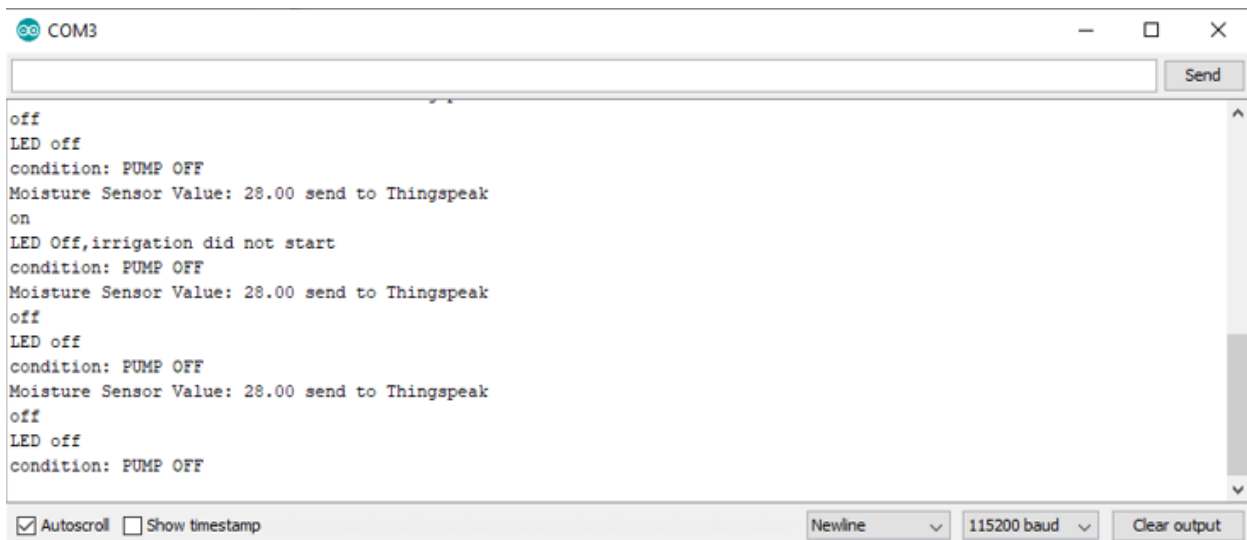 COM3
Send
off
LED off
condition: PUMP OFF
Moisture Sensor Value: 28.00 send to Thingspeak
on
LED Off,irrigation did not start
condition: PUMP OFF
Moisture Sensor Value: 28.00 send to Thingspeak
off
LED off
condition: PUMP OFF
Moisture Sensor Value: 28.00 send to Thingspeak
off
LED off
condition: PUMP OFF
Autoscroll Show timestamp Newline 115200 baud Clear output